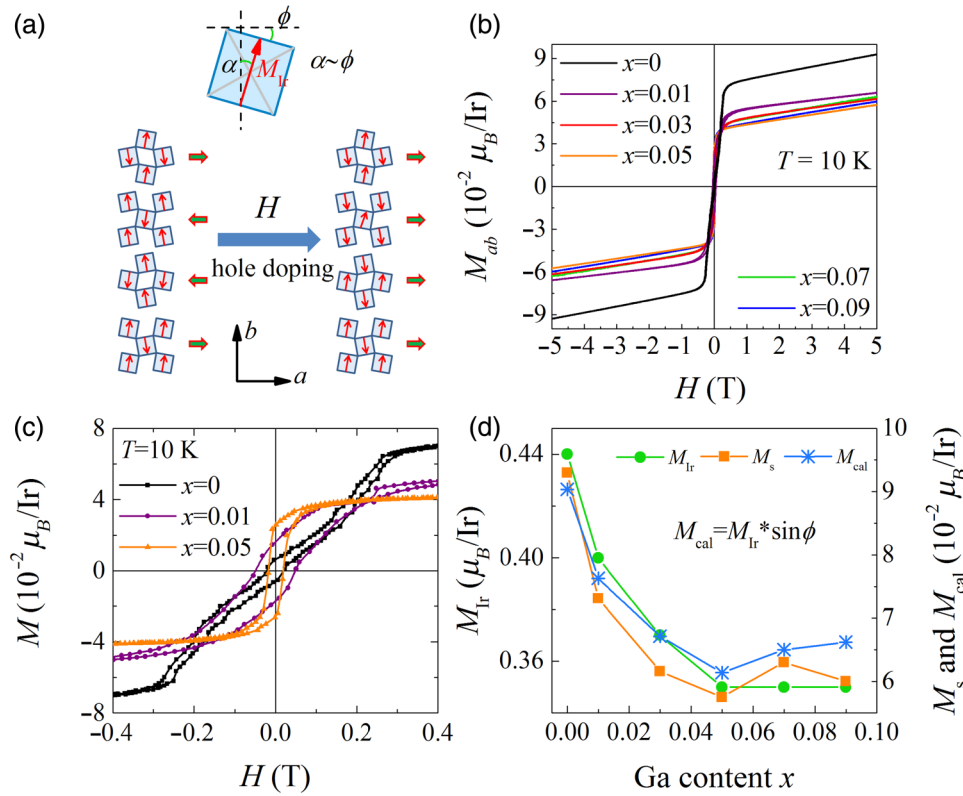 (a)
ϕ
α
M_Ir
α~ϕ
H
hole doping
b
a
(b)
M_ab (10^-2 μ_B/Ir)
9
6
3
0
-3
-6
-9
x=0
x=0.01
x=0.03
x=0.05
T = 10 K
x=0.07
x=0.09
-5 -4 -3 -2 -1 0 1 2 3 4 5
H (T)
(c)
M (10^-2 μ_B/Ir)
8
4
0
-4
-8
T=10 K
x=0
x=0.01
x=0.05
-0.4 -0.2 0.0 0.2 0.4
H (T)
(d)
M_Ir (μ_B/Ir)
0.44
0.40
0.36
M_Ir M_s M_cal
M_cal=M_Ir*sinϕ
10
9
8
7
6
M_s and M_cal (10^-2 μ_B/Ir)
0.00 0.02 0.04 0.06 0.08 0.10
Ga content x